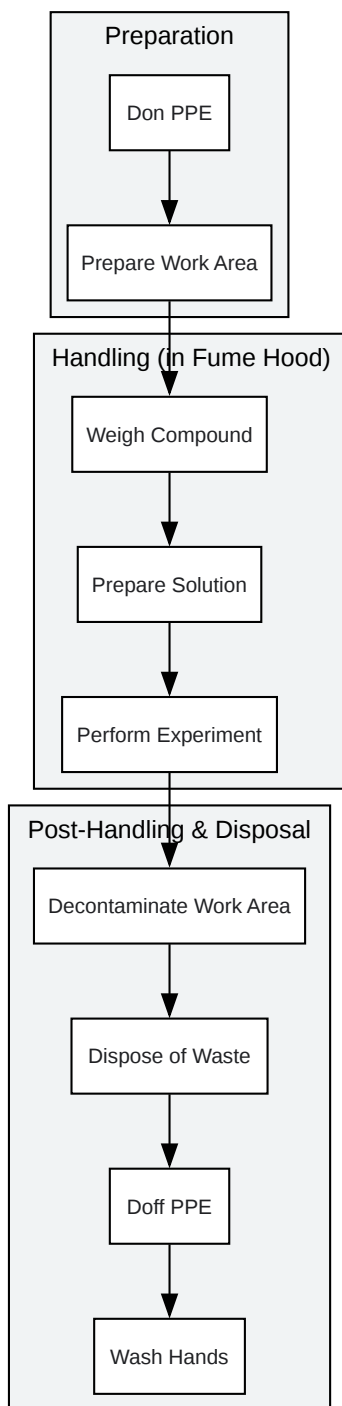 Preparation
Don PPE
Prepare Work Area
Handling (in Fume Hood)
Weigh Compound
Prepare Solution
Perform Experiment
Post-Handling & Disposal
Decontaminate Work Area
Dispose of Waste
Doff PPE
Wash Hands